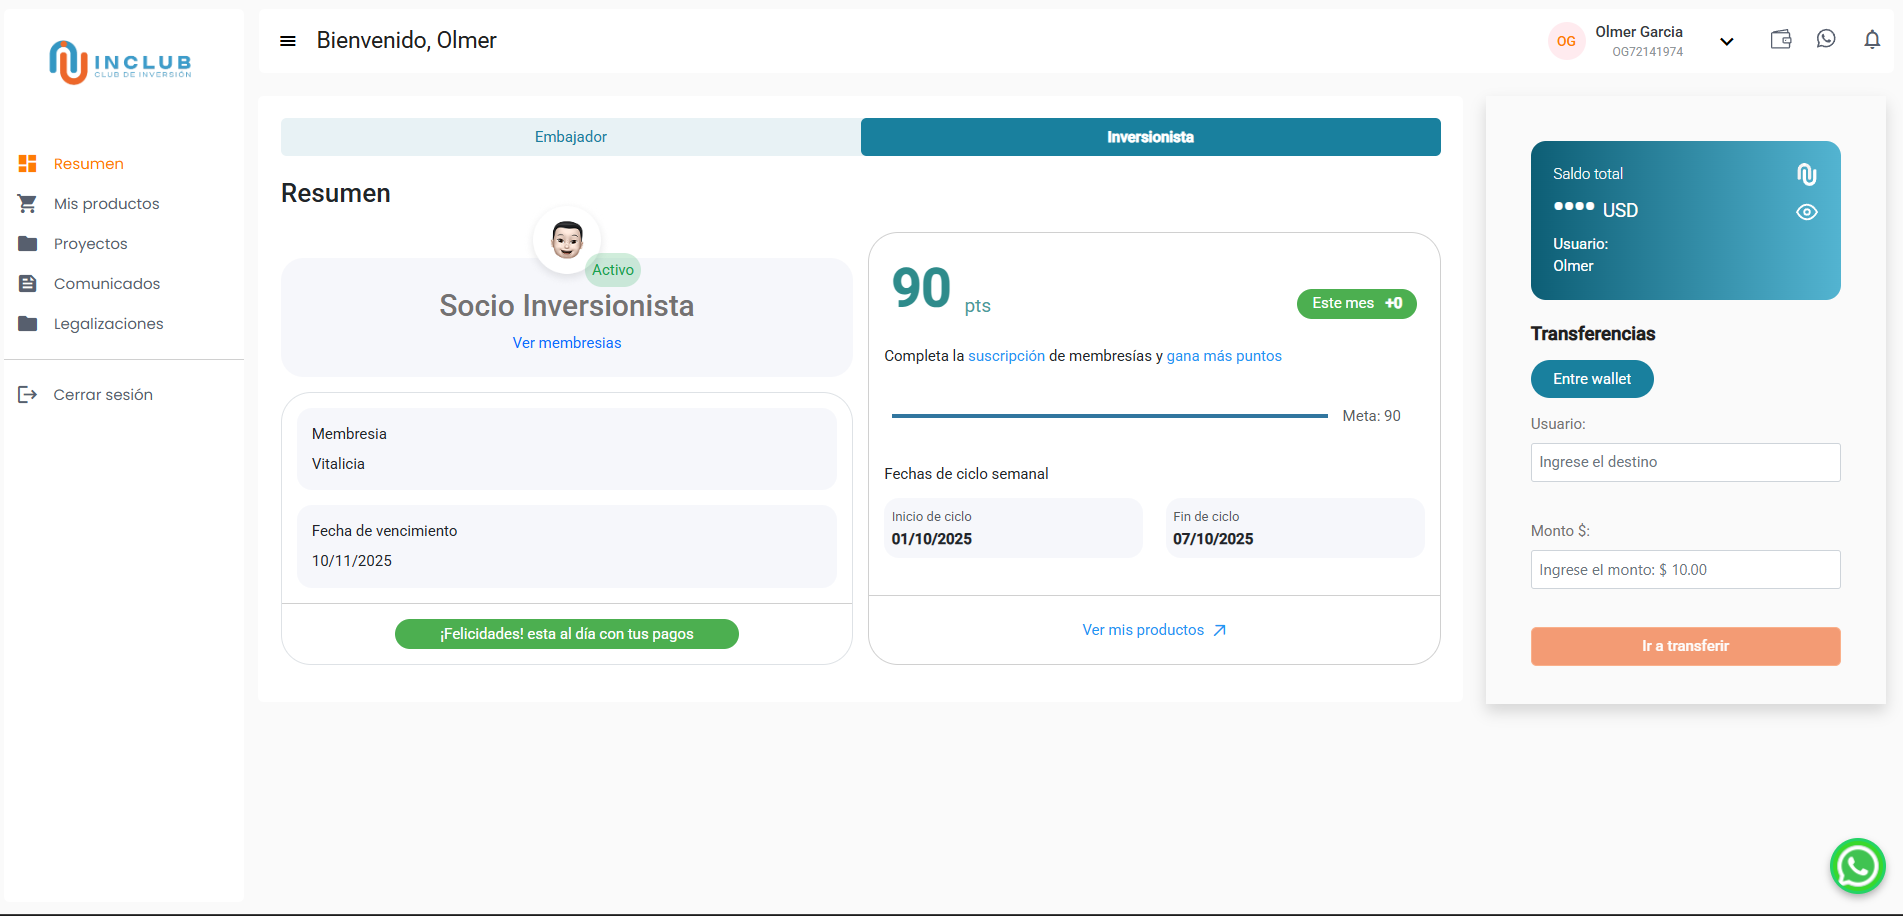 INCLUB
CLUB DE INVERSIÓN
Resumen
Mis productos
Proyectos
Comunicados
Legalizaciones
Cerrar sesión
Bienvenido, Olmer
OG
Olmer Garcia
OG72141974
Embajador
Inversionista
Resumen
Activo
Socio Inversionista
Ver membresias
Membresia
Vitalicia
Fecha de vencimiento
10/11/2025
¡Felicidades! esta al día con tus pagos
90 pts
Este mes +0
Completa la suscripción de membresías y gana más puntos
Meta: 90
Fechas de ciclo semanal
Inicio de ciclo
01/10/2025
Fin de ciclo
07/10/2025
Ver mis productos
Saldo total
•••• USD
Usuario:
Olmer
Transferencias
Entre wallet
Usuario:
Ingrese el destino
Monto $:
Ingrese el monto: $ 10.00
Ir a transferir